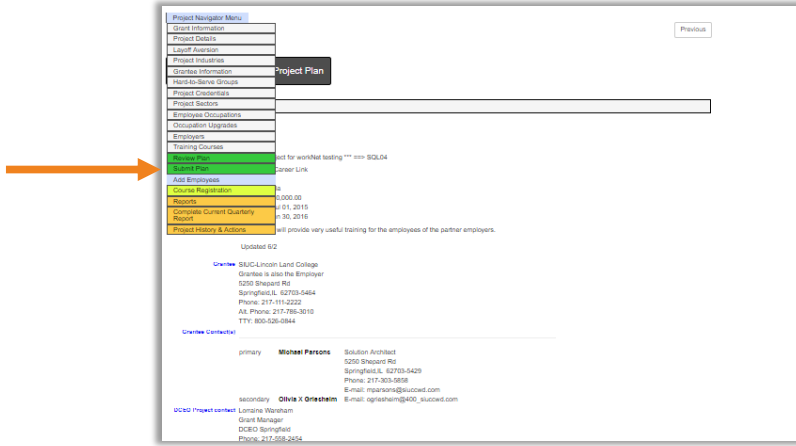 Project Navigator Menu
Grant Information
Project Details
Layoff Aversion
Project Industries
Grantee Information
Hard-to-Serve Groups
Project Credentials
Project Sectors
Employee Occupations
Occupation Upgrades
Employers
Training Courses
Review Plan
Submit Plan
Add Employees
Course Registration
Reports
Complete Current Quarterly
Report
Project History & Actions
Previous
Project Plan
ect for workNet testing *** ==> SQL04
Career Link
0,000.00
01, 2015
30, 2016
will provide very useful training for the employees of the partner employers.
Updated 6/2
Grantee SIUC-Lincoln Land College
Grantee is also the Employer
5250 Shepard Rd
Springfield,IL 62703-5464
Phone: 217-111-2222
Alt. Phone: 217-786-3010
TTY: 800-526-0844
Grantee Contact(s)
primary Michael Parsons Solution Architect
5250 Shepard Rd
Springfield,IL 62703-5429
Phone: 217-303-5858
E-mail: mparsons@siucced.com
secondary Olivia X Griesheim E-mail: ogriesheim@400_siucced.com
DCEO Project contact Lorraine Wareham
Grant Manager
DCEO Springfield
Phone: 217-558-2454